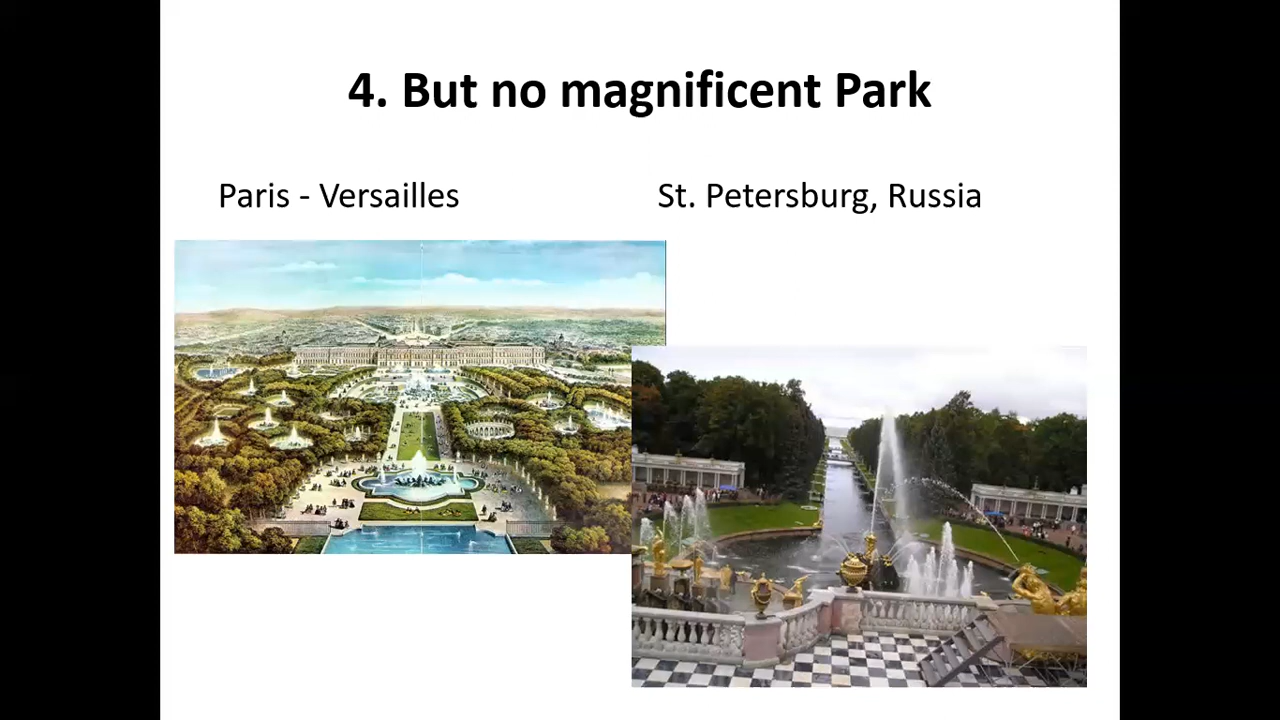 4. But no magnificent Park
Paris - Versailles
St. Petersburg, Russia